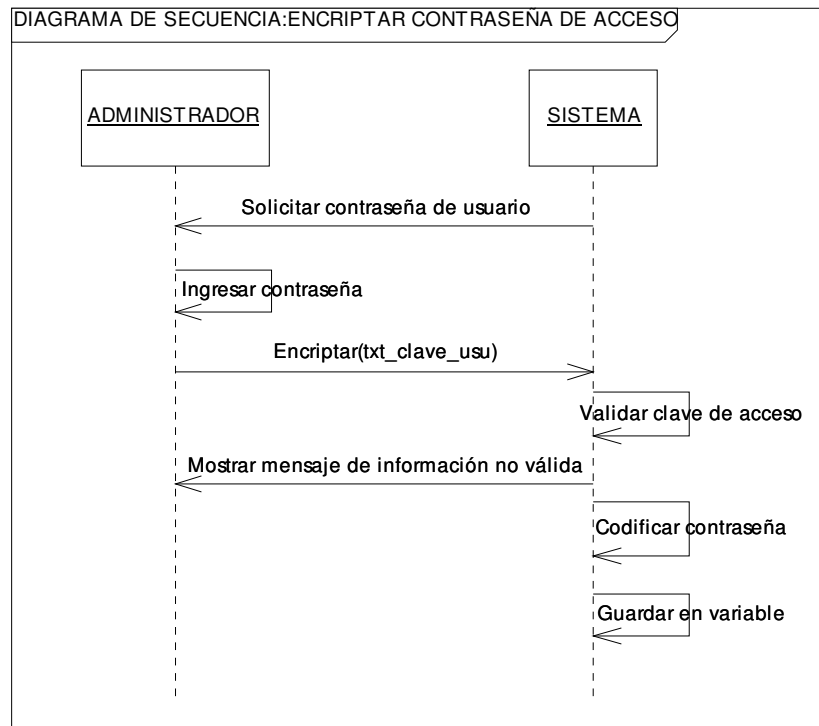 DIAGRAMA DE SECUENCIA:ENCRIPTAR CONTRASEÑA DE ACCESO
ADMINISTRADOR
SISTEMA
Solicitar contraseña de usuario
Ingresar contraseña
Encriptar(txt_clave_usu)
Validar clave de acceso
Mostrar mensaje de información no válida
Codificar contraseña
Guardar en variable